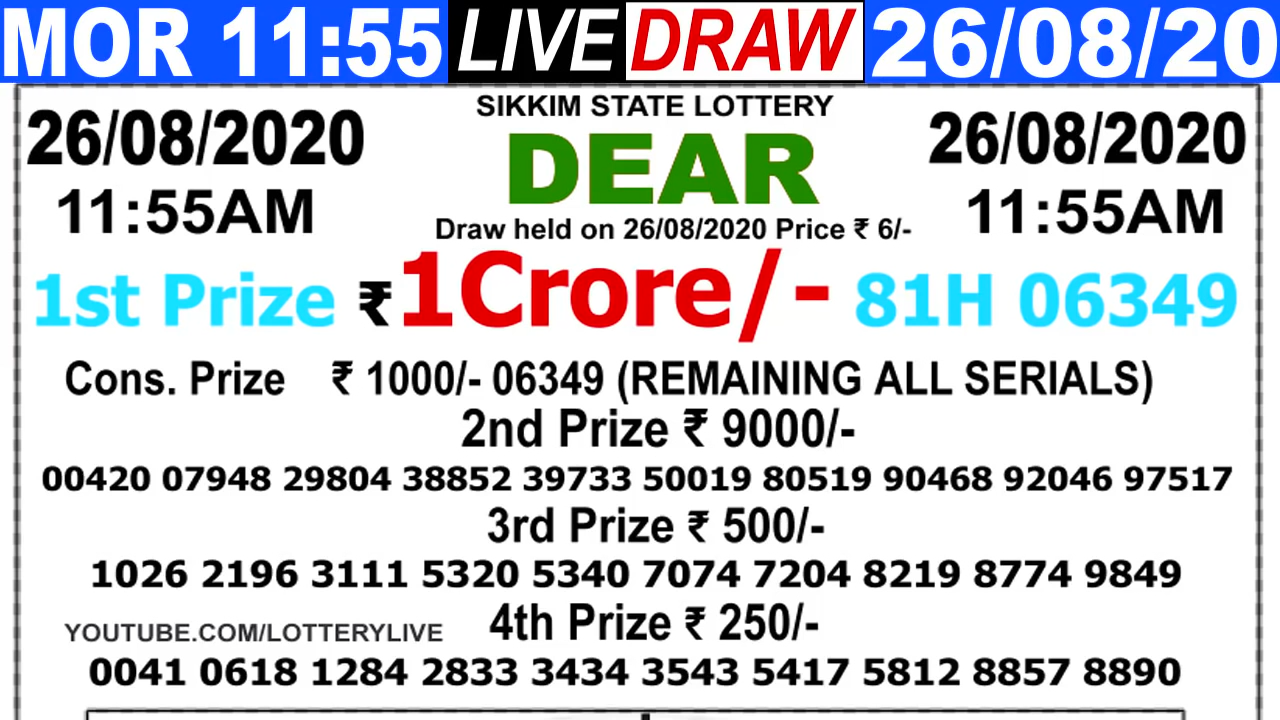 MOR 11:55 LIVE DRAW 26/08/20
SIKKIM STATE LOTTERY
26/08/2020 DEAR 26/08/2020
11:55AM 11:55AM
Draw held on 26/08/2020 Price ₹ 6/-
1st Prize ₹1Crore/- 81H 06349
Cons. Prize ₹ 1000/- 06349 (REMAINING ALL SERIALS)
2nd Prize ₹ 9000/-
00420 07948 29804 38852 39733 50019 80519 90468 92046 97517
3rd Prize ₹ 500/-
1026 2196 3111 5320 5340 7074 7204 8219 8774 9849
4th Prize ₹ 250/-
YOUTUBE.COM/LOTTERYLIVE
0041 0618 1284 2833 3434 3543 5417 5812 8857 8890